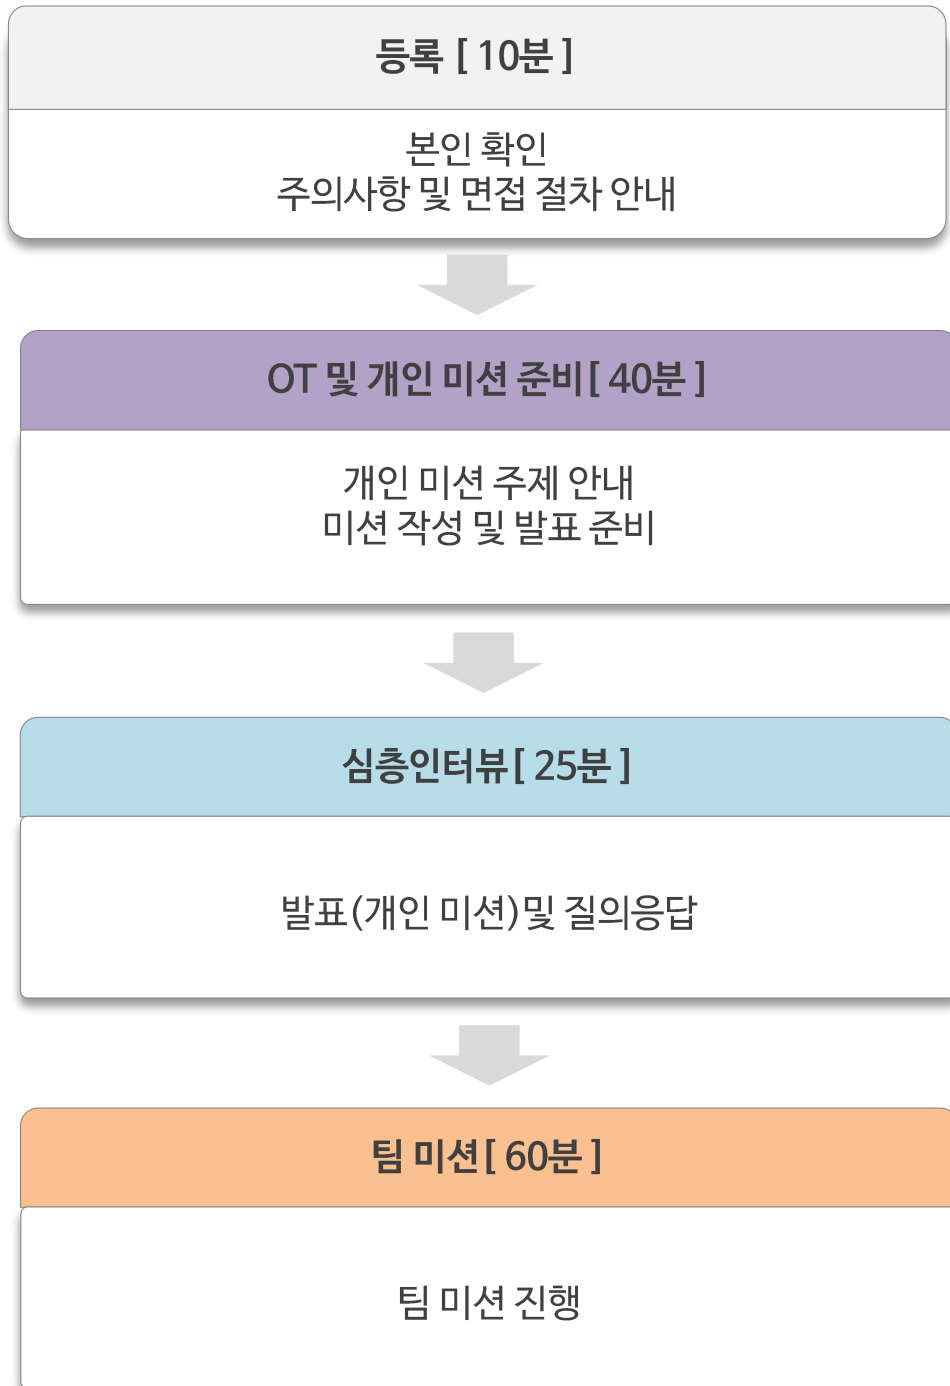 등록 [ 10분 ]
본인 확인
주의사항 및 면접 절차 안내
OT 및 개인 미션 준비[ 40분 ]
개인 미션 주제 안내
미션 작성 및 발표 준비
심층인터뷰[ 25분 ]
발표(개인 미션)및 질의응답
팀 미션[ 60분 ]
팀 미션 진행